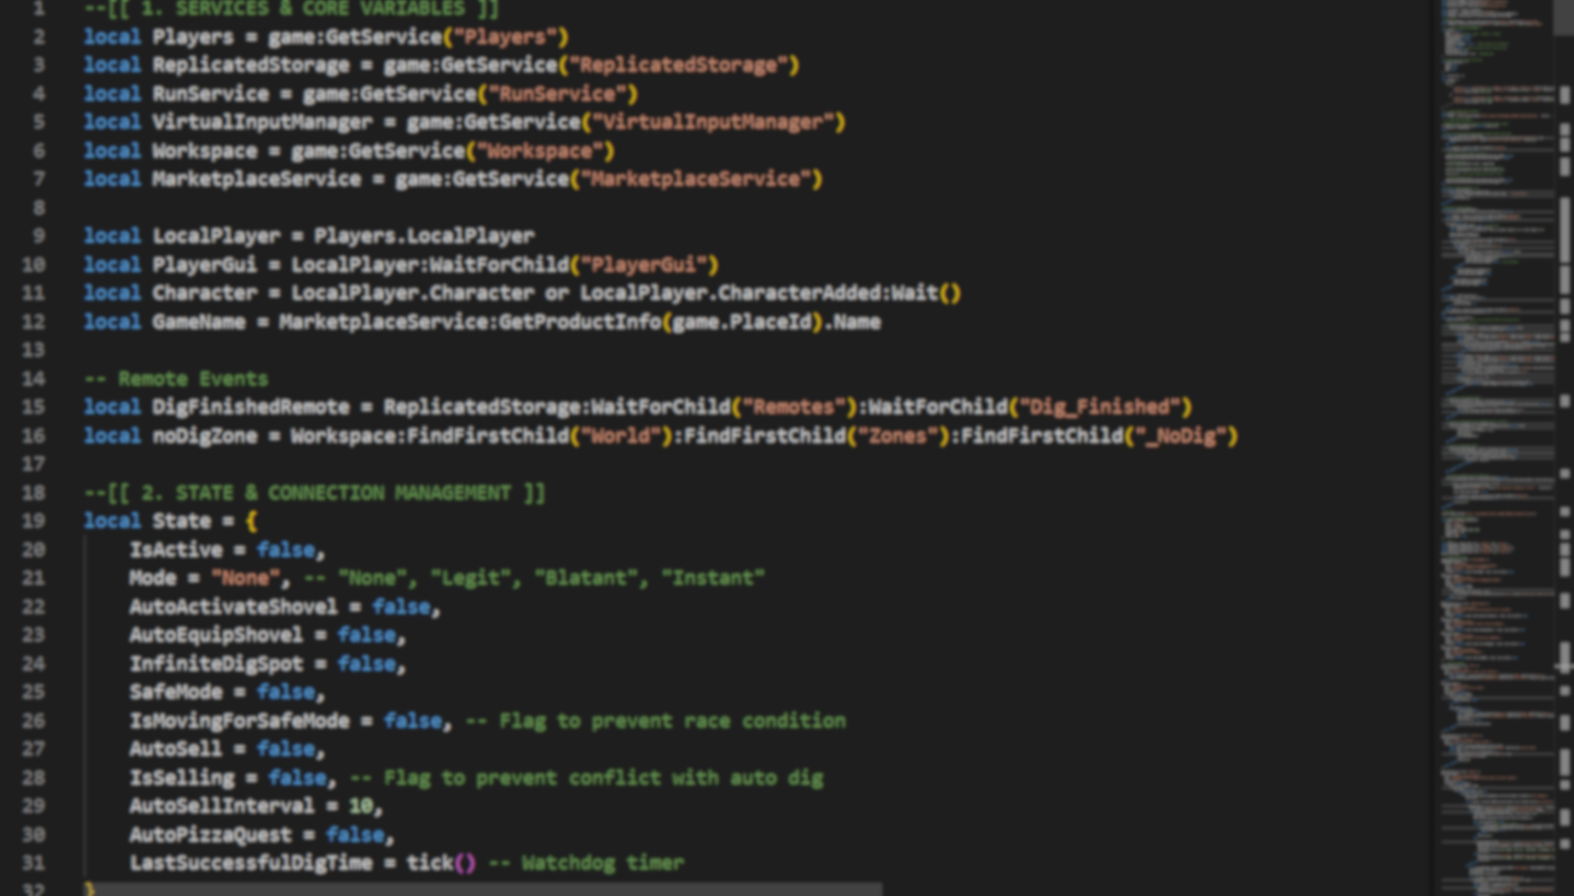 1 --[[ 1. SERVICES & CORE VARIABLES ]]
2 local Players = game:GetService("Players")
3 local ReplicatedStorage = game:GetService("ReplicatedStorage")
4 local RunService = game:GetService("RunService")
5 local VirtualInputManager = game:GetService("VirtualInputManager")
6 local Workspace = game:GetService("Workspace")
7 local MarketplaceService = game:GetService("MarketplaceService")
8
9 local LocalPlayer = Players.LocalPlayer
10 local PlayerGui = LocalPlayer:WaitForChild("PlayerGui")
11 local Character = LocalPlayer.Character or LocalPlayer.CharacterAdded:Wait()
12 local GameName = MarketplaceService:GetProductInfo(game.PlaceId).Name
13
14 -- Remote Events
15 local DigFinishedRemote = ReplicatedStorage:WaitForChild("Remotes"):WaitForChild("Dig_Finished")
16 local noDigZone = Workspace:FindFirstChild("World"):FindFirstChild("Zones"):FindFirstChild("_NoDig")
17
18 --[[ 2. STATE & CONNECTION MANAGEMENT ]]
19 local State = {
20 IsActive = false,
21 Mode = "None", -- "None", "Legit", "Blatant", "Instant"
22 AutoActivateShovel = false,
23 AutoEquipShovel = false,
24 InfiniteDigSpot = false,
25 SafeMode = false,
26 IsMovingForSafeMode = false, -- Flag to prevent race condition
27 AutoSell = false,
28 IsSelling = false, -- Flag to prevent conflict with auto dig
29 AutoSellInterval = 10,
30 AutoPizzaQuest = false,
31 LastSuccessfulDigTime = tick() -- Watchdog timer
32 }